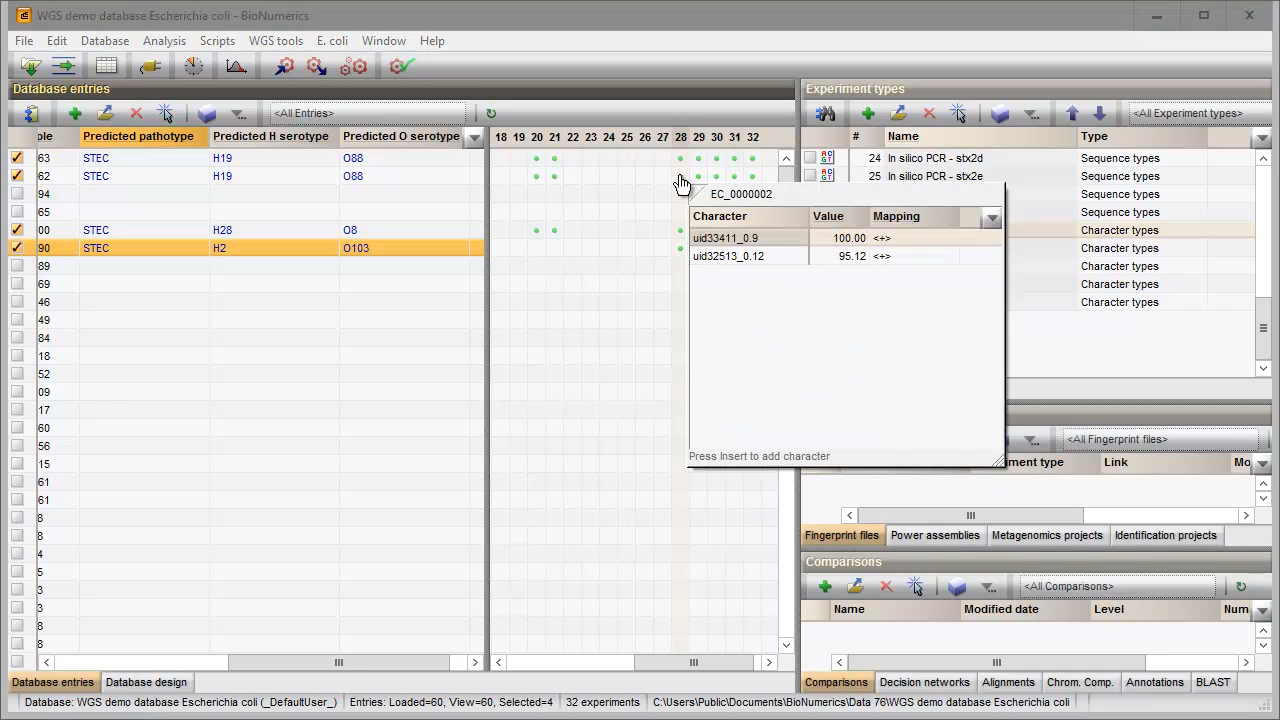 WGS demo database Escherichia coli - BioNumerics
File Edit Database Analysis Scripts WGS tools E. coli Window Help
Database entries
<All Entries>
ple Predicted pathotype Predicted H serotype Predicted O serotype 18 19 20 21 22 23 24 25 26 27 28 29 30 31 32
63 STEC H19 O88
62 STEC H19 O88
94
65
00 STEC H28 O8
90 STEC H2 O103
89
69
46
49
84
18
52
09
17
60
56
15
61
61
8
8
4
5
3
3
8
8
EC_0000002
Character Value Mapping
uid33411_0.9 100.00 <+>
uid32513_0.12 95.12 <+>
Press Insert to add character
Experiment types
<All Experiment types>
# Name Type
24 In silico PCR - stx2d Sequence types
25 In silico PCR - stx2e Sequence types
Sequence types
Sequence types
Character types
Character types
Character types
Character types
Character types
<All Fingerprint files>
iment type Link Mo
Fingerprint files Power assemblies Metagenomics projects Identification projects
Comparisons
<All Comparisons>
Name Modified date Level Num
Database entries Database design
Comparisons Decision networks Alignments Chrom. Comp. Annotations BLAST
Database: WGS demo database Escherichia coli (_DefaultUser_) Entries: Loaded=60, View=60, Selected=4 32 experiments C:\Users\Public\Documents\BioNumerics\Data 76\WGS demo database Escherichia coli